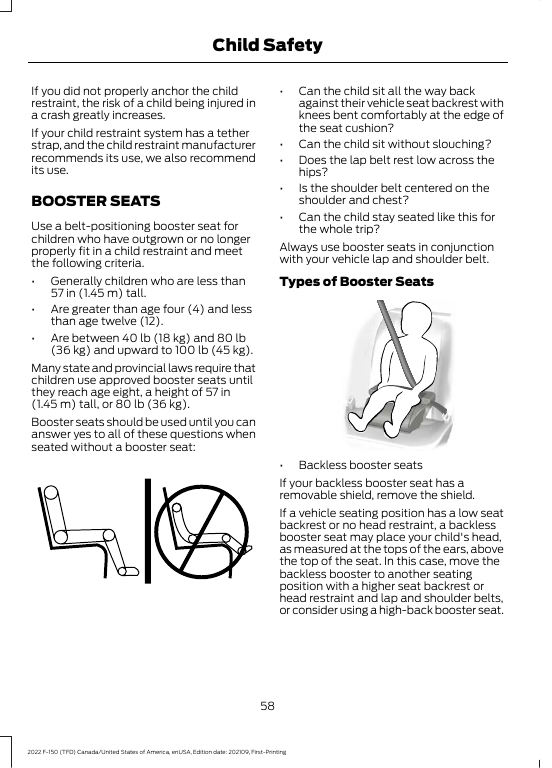 Child Safety
If you did not properly anchor the child
restraint, the risk of a child being injured in
a crash greatly increases.
If your child restraint system has a tether
strap, and the child restraint manufacturer
recommends its use, we also recommend
its use.
BOOSTER SEATS
Use a belt-positioning booster seat for
children who have outgrown or no longer
properly fit in a child restraint and meet
the following criteria.
• Generally children who are less than
57 in (1.45 m) tall.
• Are greater than age four (4) and less
than age twelve (12).
• Are between 40 lb (18 kg) and 80 lb
(36 kg) and upward to 100 lb (45 kg).
Many state and provincial laws require that
children use approved booster seats until
they reach age eight, a height of 57 in
(1.45 m) tall, or 80 lb (36 kg).
Booster seats should be used until you can
answer yes to all of these questions when
seated without a booster seat:
• Can the child sit all the way back
against their vehicle seat backrest with
knees bent comfortably at the edge of
the seat cushion?
• Can the child sit without slouching?
• Does the lap belt rest low across the
hips?
• Is the shoulder belt centered on the
shoulder and chest?
• Can the child stay seated like this for
the whole trip?
Always use booster seats in conjunction
with your vehicle lap and shoulder belt.
Types of Booster Seats
• Backless booster seats
If your backless booster seat has a
removable shield, remove the shield.
If a vehicle seating position has a low seat
backrest or no head restraint, a backless
booster seat may place your child's head,
as measured at the tops of the ears, above
the top of the seat. In this case, move the
backless booster to another seating
position with a higher seat backrest or
head restraint and lap and shoulder belts,
or consider using a high-back booster seat.
58
2022 F-150 (TFD) Canada/United States of America, enUSA, Edition date: 202109, First-Printing